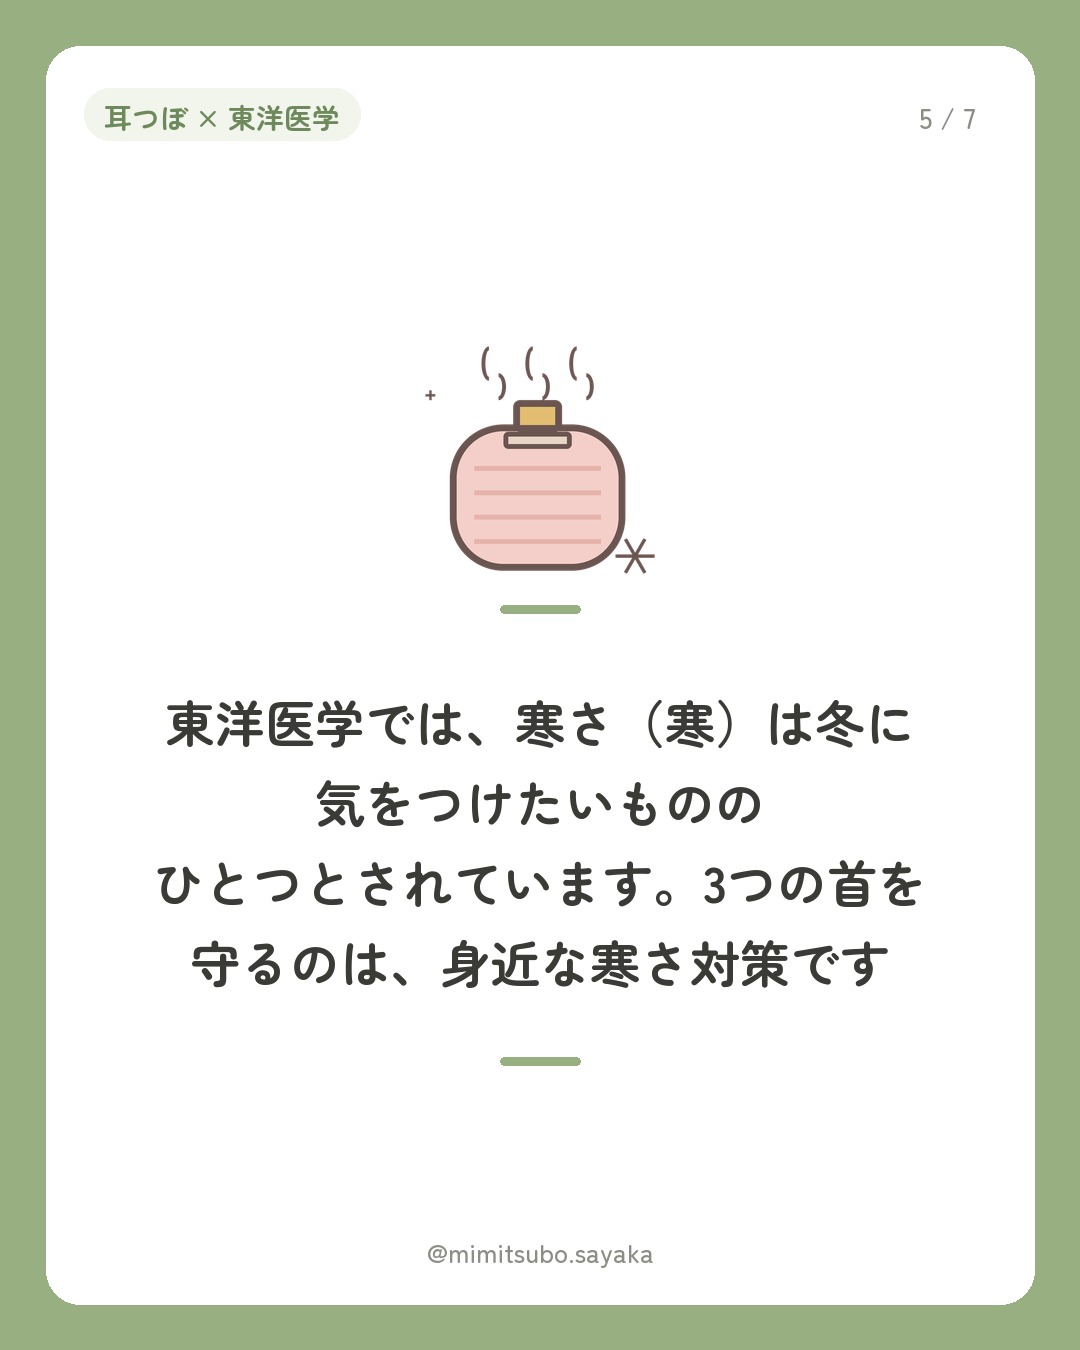 耳つぼ × 東洋医学
5 / 7
東洋医学では、寒さ（寒）は冬に
気をつけたいものの
ひとつとされています。3つの首を
守るのは、身近な寒さ対策です
@mimitsubo.sayaka